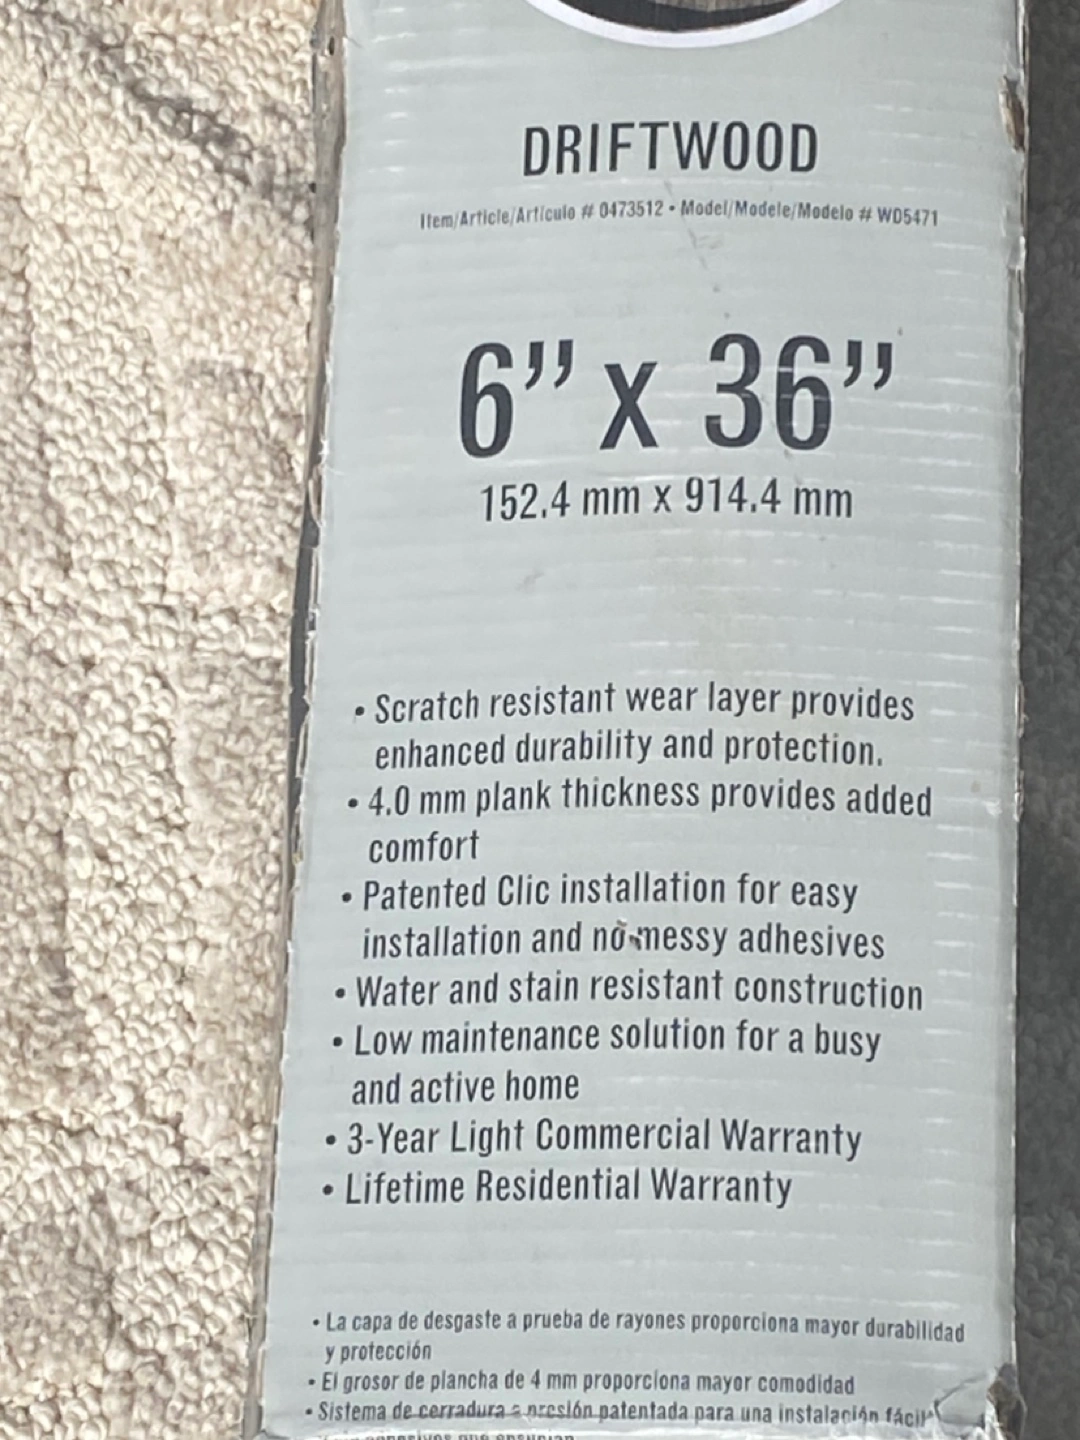 DRIFTWOOD
Item/Article/Artículo # 0473512 • Model/Modele/Modelo # WD5471
6” x 36”
152.4 mm x 914.4 mm
• Scratch resistant wear layer provides
enhanced durability and protection.
• 4.0 mm plank thickness provides added
comfort
• Patented Clic installation for easy
installation and no messy adhesives
• Water and stain resistant construction
• Low maintenance solution for a busy
and active home
• 3-Year Light Commercial Warranty
• Lifetime Residential Warranty
• La capa de desgaste a prueba de rayones proporciona mayor durabilidad
y protección
• El grosor de plancha de 4 mm proporciona mayor comodidad
• Sistema de cerradura a presión patentada para una instalación fácil